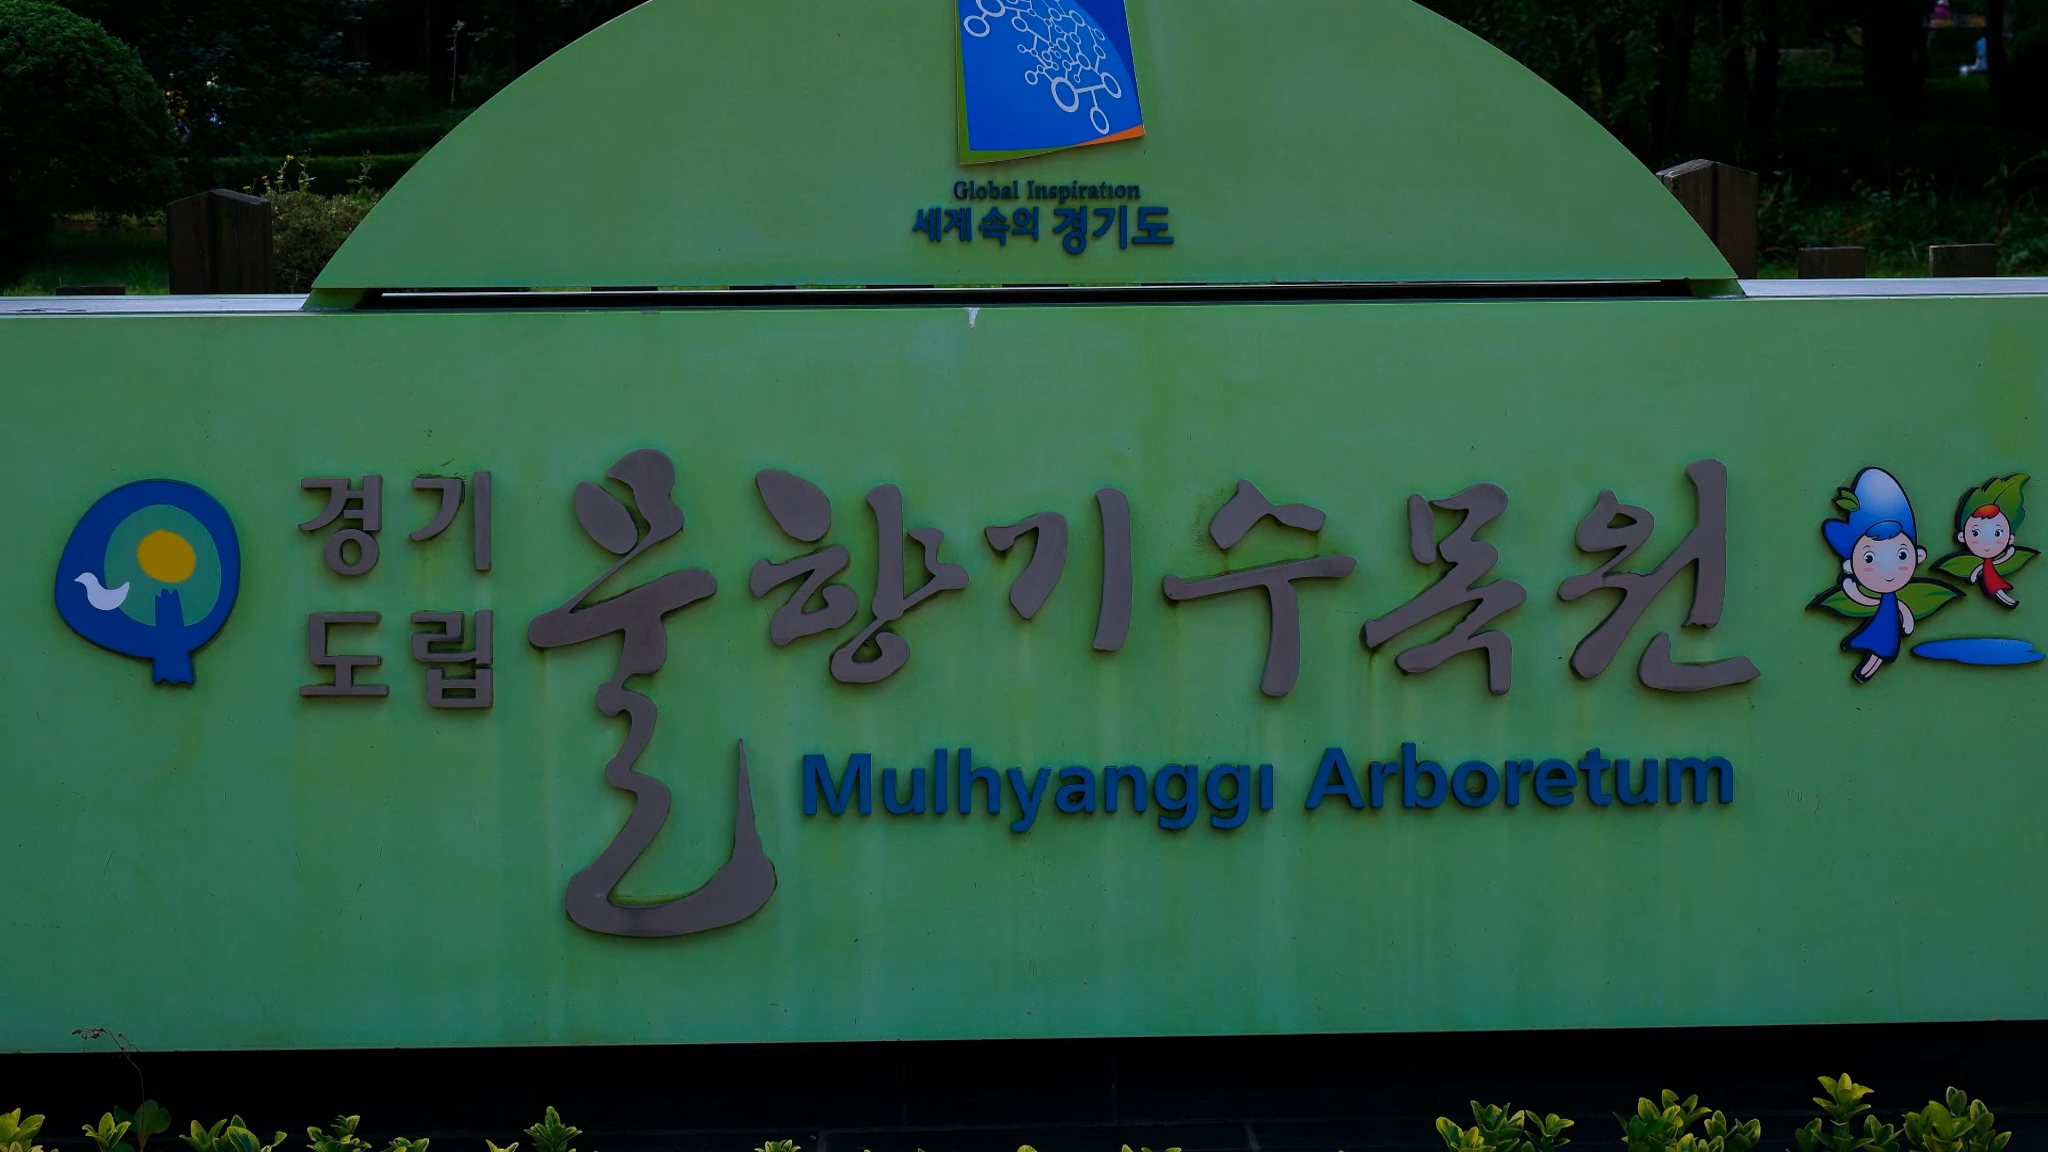 Global Inspiration
세계 속의 경기도
경기
도립
물향기수목원
Mulhyanggi Arboretum